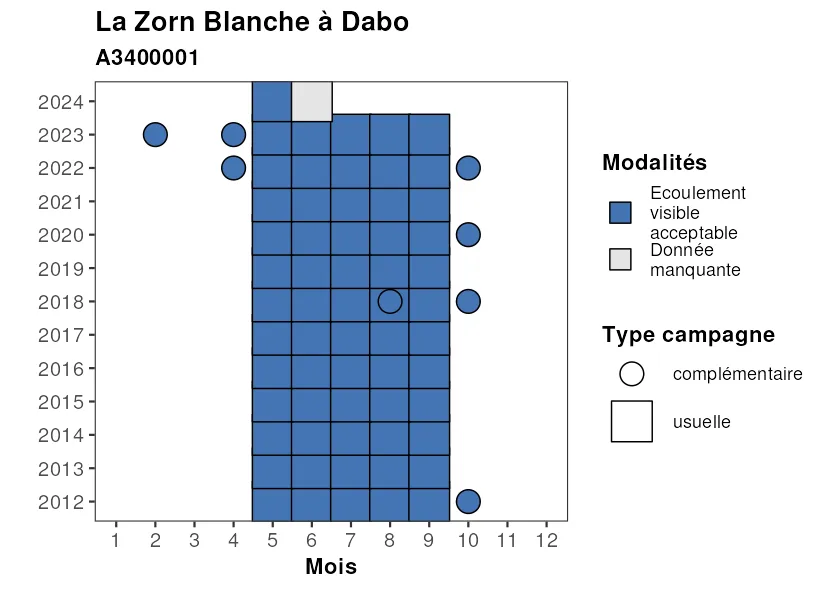 La Zorn Blanche à Dabo
A3400001
2024
2023
2022
2021
2020
2019
2018
2017
2016
2015
2014
2013
2012
1 2 3 4 5 6 7 8 9 10 11 12
Mois
Modalités
Ecoulement
visible
acceptable
Donnée
manquante
Type campagne
complémentaire
usuelle